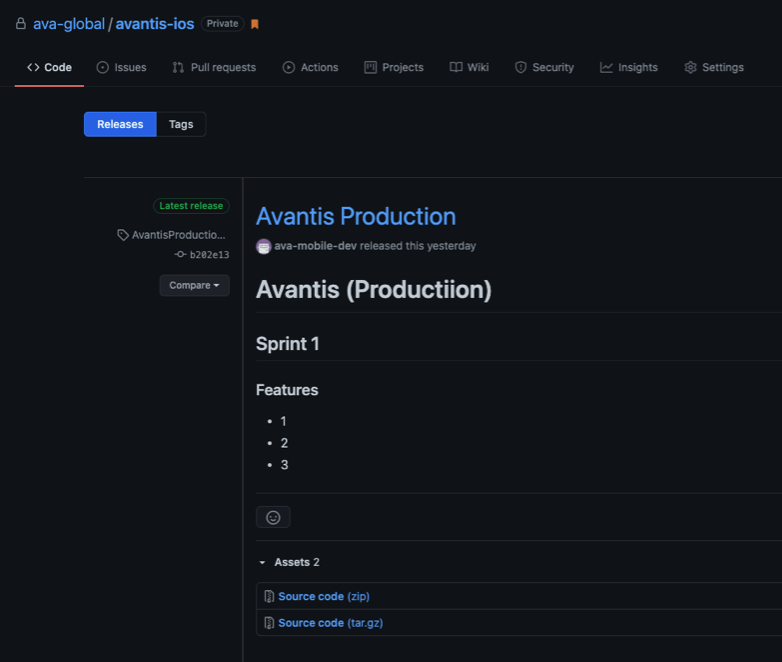 ava-global / avantis-ios Private
Code Issues Pull requests Actions Projects Wiki Security Insights Settings
Releases Tags
Latest release
AvantisProductio...
b202e13
Compare
Avantis Production
ava-mobile-dev released this yesterday
Avantis (Productiion)
Sprint 1
Features
• 1
• 2
• 3
Assets 2
Source code (zip)
Source code (tar.gz)